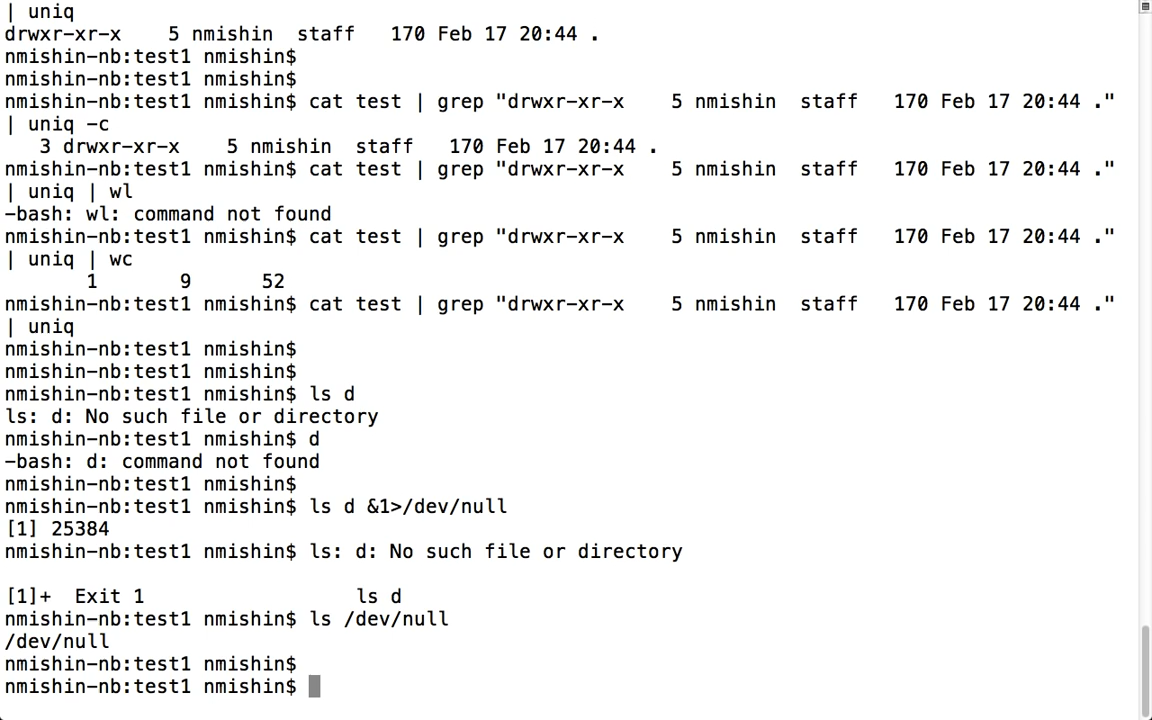 | uniq
drwxr-xr-x    5 nmishin  staff   170 Feb 17 20:44 .
nmishin-nb:test1 nmishin$
nmishin-nb:test1 nmishin$
nmishin-nb:test1 nmishin$ cat test | grep "drwxr-xr-x    5 nmishin  staff   170 Feb 17 20:44 ."
| uniq -c
   3 drwxr-xr-x    5 nmishin  staff   170 Feb 17 20:44 .
nmishin-nb:test1 nmishin$ cat test | grep "drwxr-xr-x    5 nmishin  staff   170 Feb 17 20:44 ."
| uniq | wl
-bash: wl: command not found
nmishin-nb:test1 nmishin$ cat test | grep "drwxr-xr-x    5 nmishin  staff   170 Feb 17 20:44 ."
| uniq | wc
       1       9      52
nmishin-nb:test1 nmishin$ cat test | grep "drwxr-xr-x    5 nmishin  staff   170 Feb 17 20:44 ."
| uniq
nmishin-nb:test1 nmishin$
nmishin-nb:test1 nmishin$
nmishin-nb:test1 nmishin$ ls d
ls: d: No such file or directory
nmishin-nb:test1 nmishin$ d
-bash: d: command not found
nmishin-nb:test1 nmishin$
nmishin-nb:test1 nmishin$ ls d &1>/dev/null
[1] 25384
nmishin-nb:test1 nmishin$ ls: d: No such file or directory

[1]+  Exit 1                  ls d
nmishin-nb:test1 nmishin$ ls /dev/null
/dev/null
nmishin-nb:test1 nmishin$
nmishin-nb:test1 nmishin$